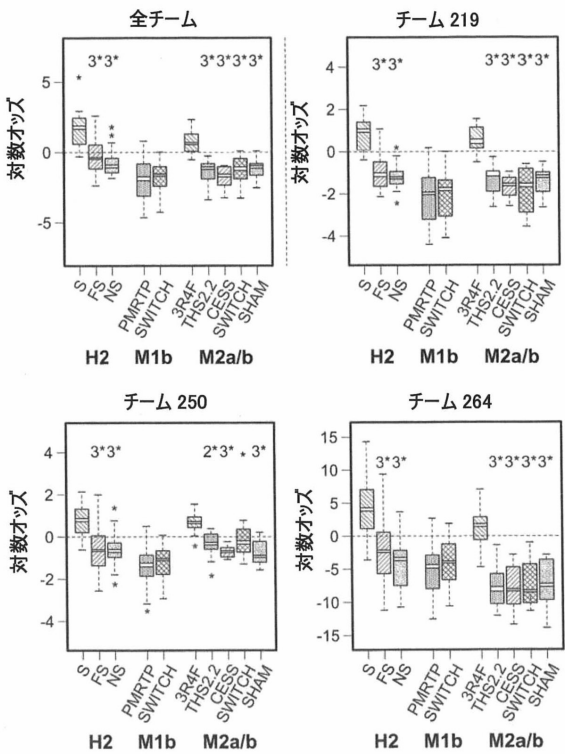 全チーム
3* 3* 3* 3* 3* 3*
対数オッズ
5
0
-5
S FS NS PMRTP SWITCH 3R4F THS2.2 CESS SWITCH SHAM
H2 M1b M2a/b
チーム 219
3* 3* 3* 3* 3* 3*
対数オッズ
4
2
0
-2
-4
S FS NS PMRTP SWITCH 3R4F THS2.2 CESS SWITCH SHAM
H2 M1b M2a/b
チーム 250
3* 3* 2* 3* * 3*
対数オッズ
4
2
0
-2
-4
S FS NS PMRTP SWITCH 3R4F THS2.2 CESS SWITCH SHAM
H2 M1b M2a/b
チーム 264
3* 3* 3* 3* 3* 3*
対数オッズ
15
10
5
0
-5
-10
-15
S FS NS PMRTP SWITCH 3R4F THS2.2 CESS SWITCH SHAM
H2 M1b M2a/b